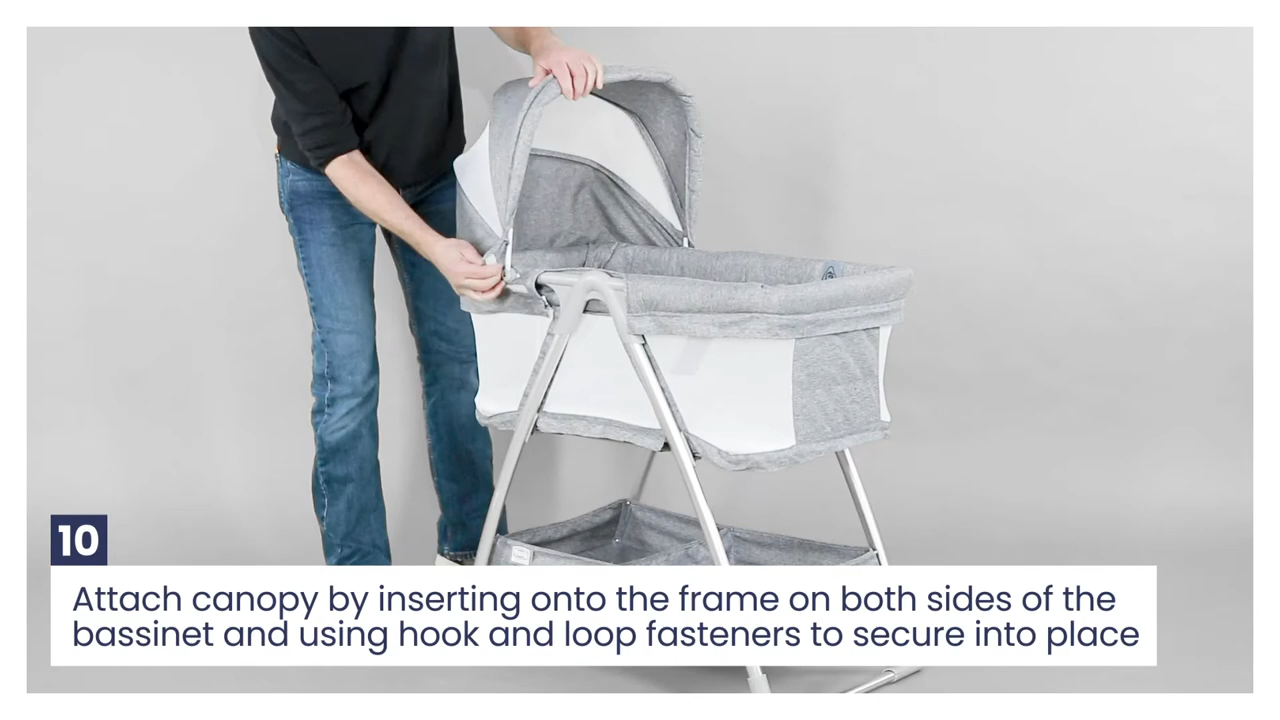 10
Attach canopy by inserting onto the frame on both sides of the
bassinet and using hook and loop fasteners to secure into place